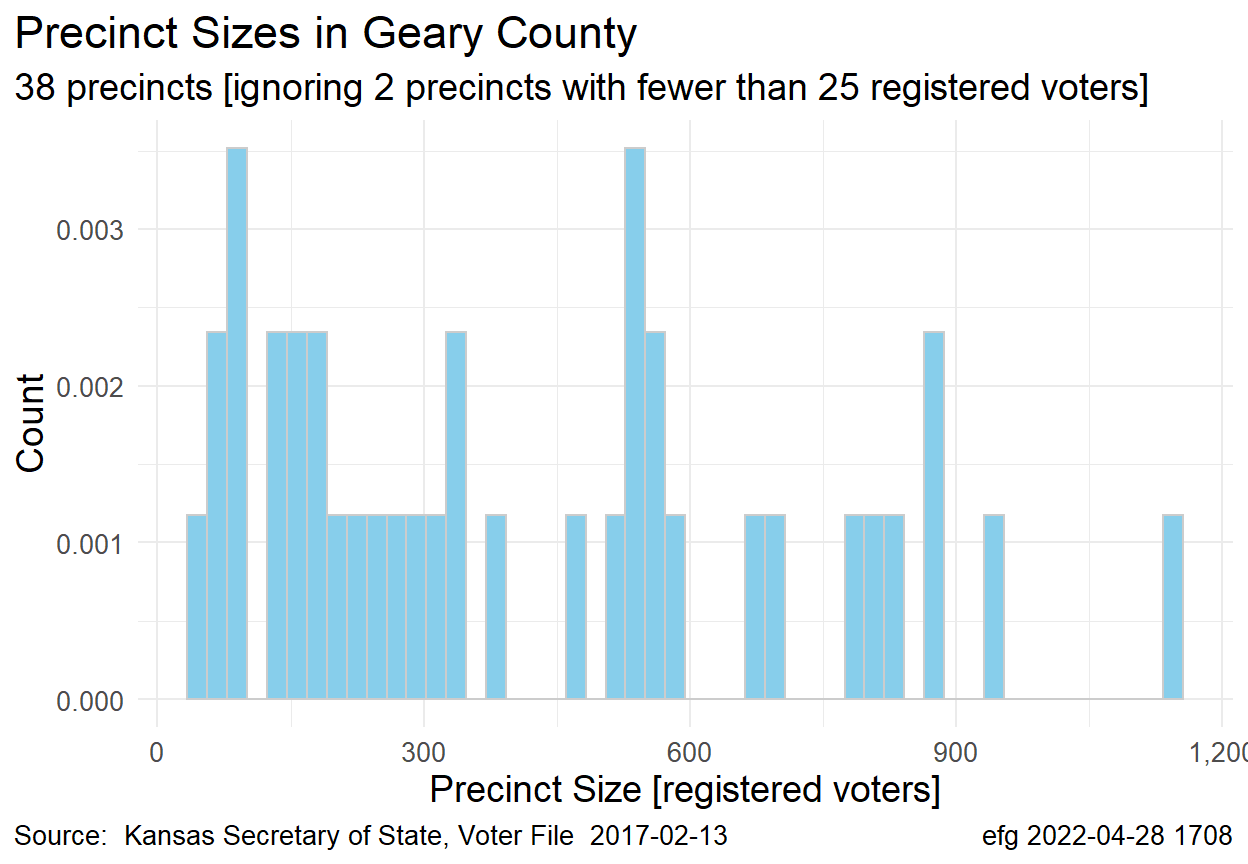 Precinct Sizes in Geary County
38 precincts [ignoring 2 precincts with fewer than 25 registered voters]
Count
0.003
0.002
0.001
0.000
0 300 600 900 1,200
Precinct Size [registered voters]
Source:  Kansas Secretary of State, Voter File  2017-02-13
efg 2022-04-28 1708